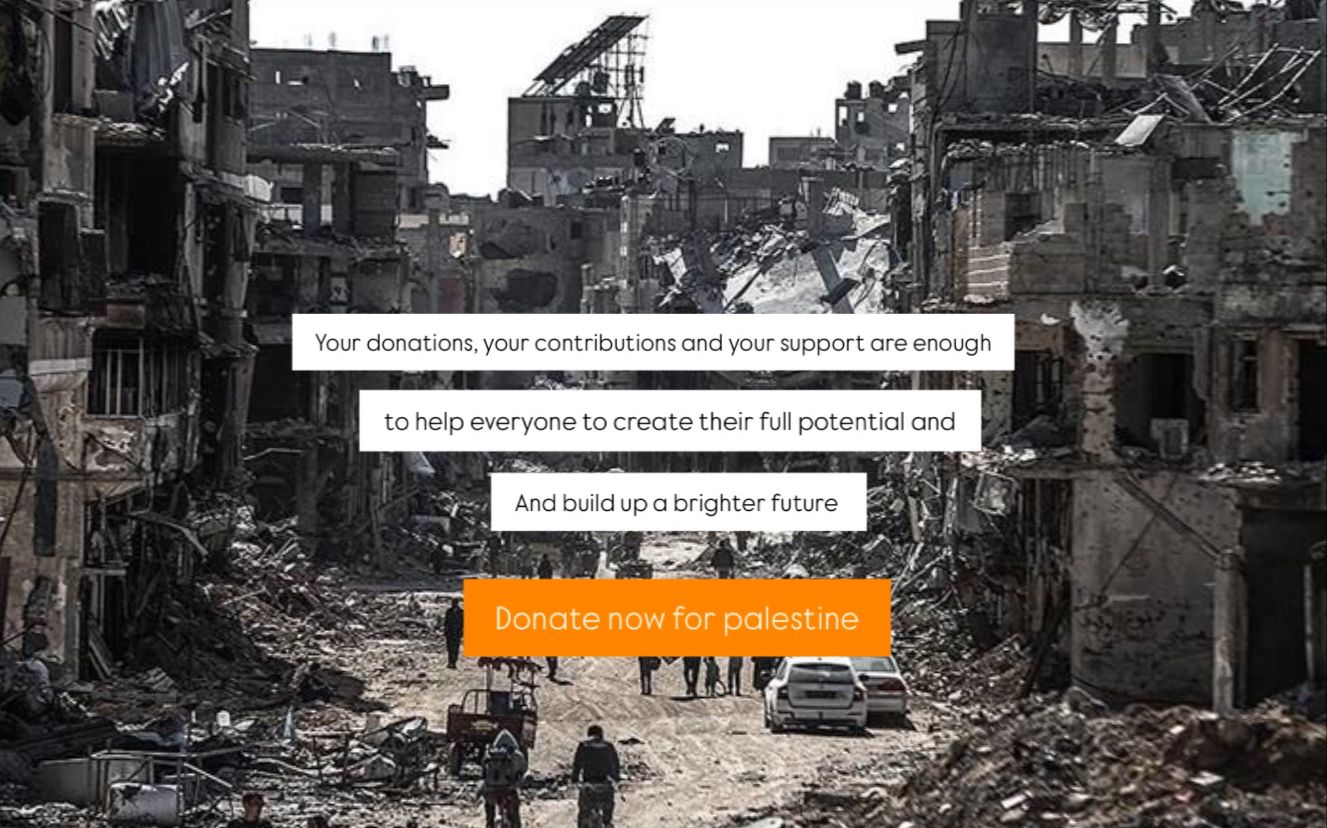 Your donations, your contributions and your support are enough
to help everyone to create their full potential and
And build up a brighter future
Donate now for palestine